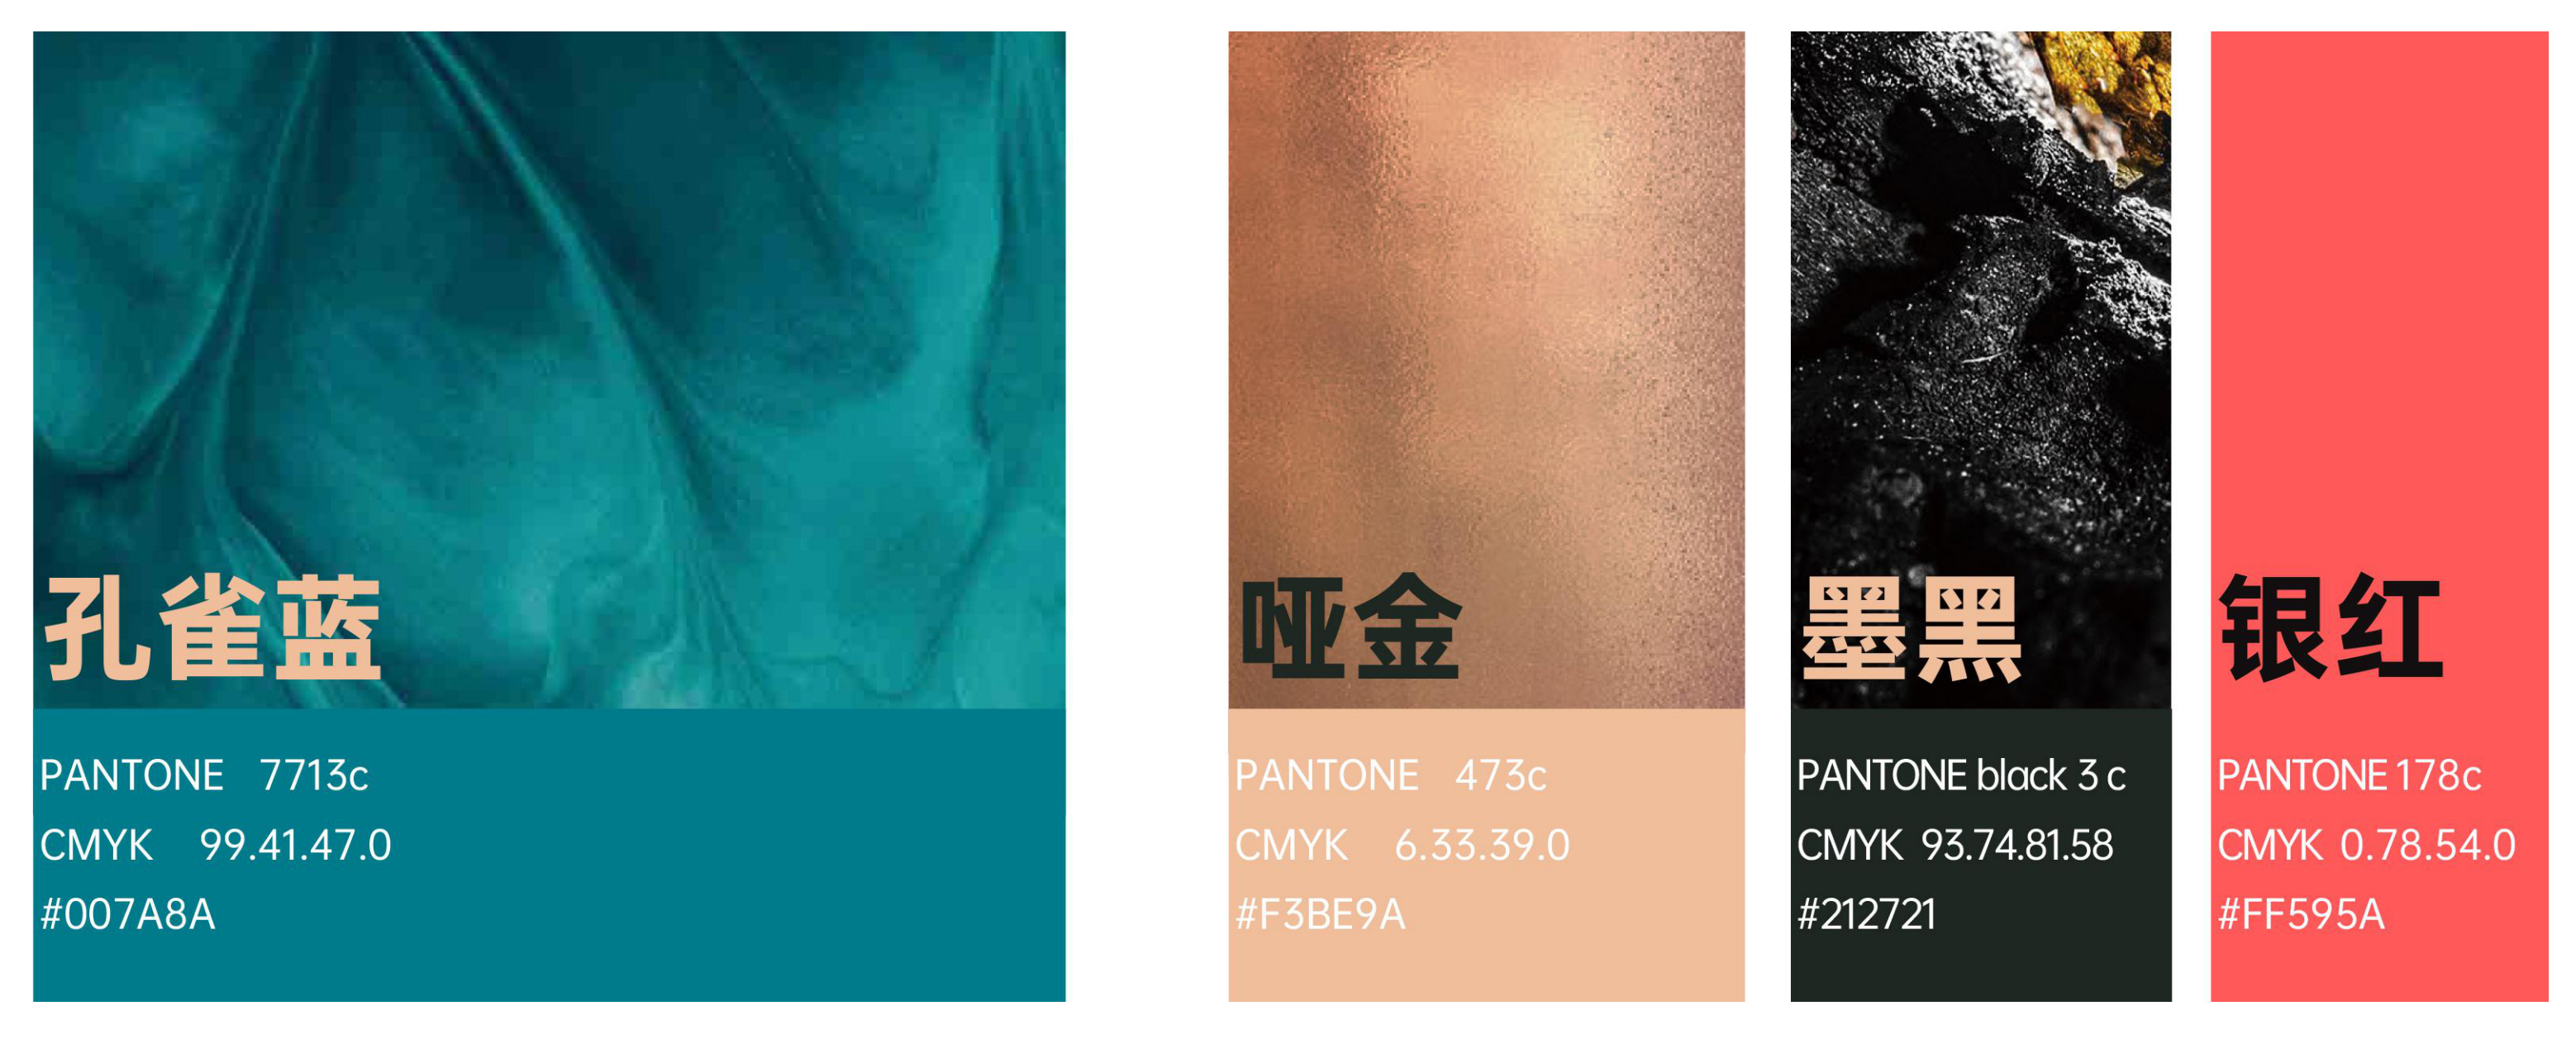 孔雀蓝
PANTONE 7713c
CMYK 99.41.47.0
#007A8A
哑金
PANTONE 473c
CMYK 6.33.39.0
#F3BE9A
墨黑
PANTONE black 3 c
CMYK 93.74.81.58
#212721
银红
PANTONE 178c
CMYK 0.78.54.0
#FF595A